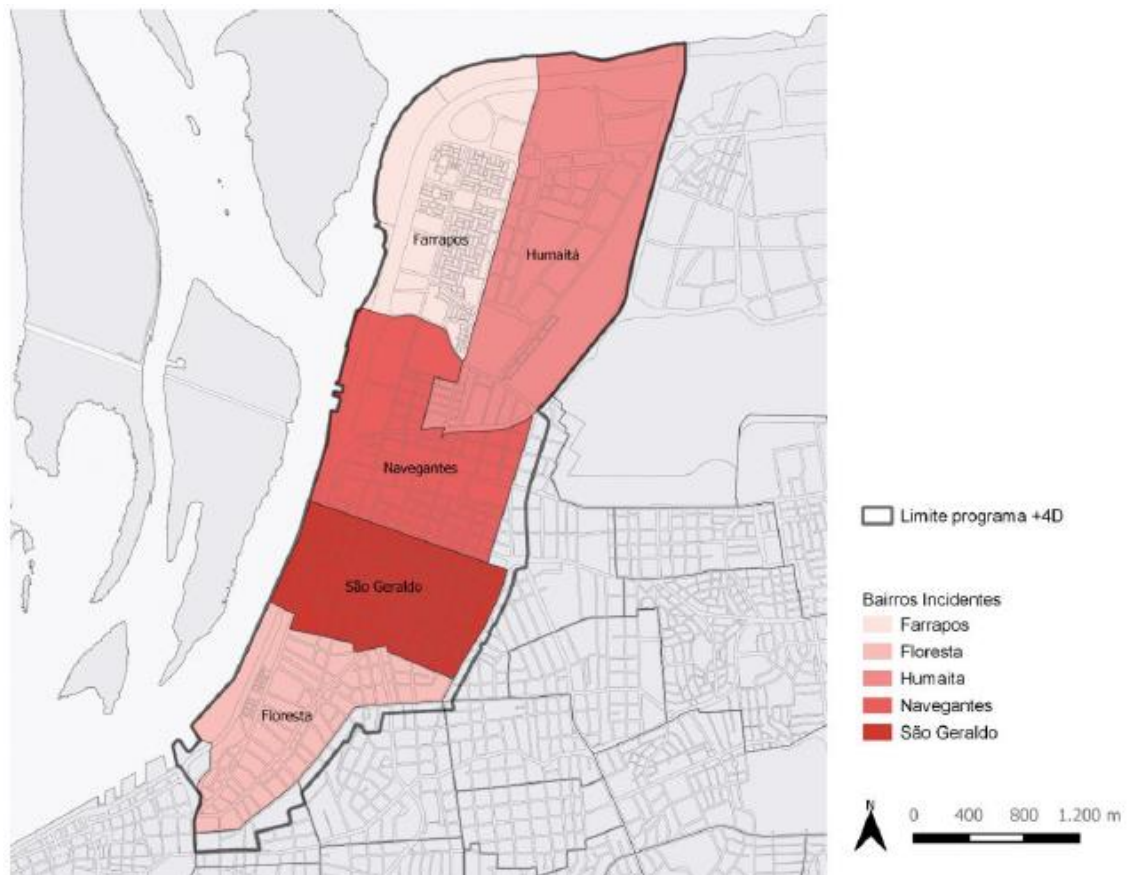 Farrapos
Humaitá
Navegantes
São Geraldo
Floresta
Limite programa +4D
Bairros Incidentes
Farrapos
Floresta
Humaita
Navegantes
São Geraldo
N
0 400 800 1.200 m